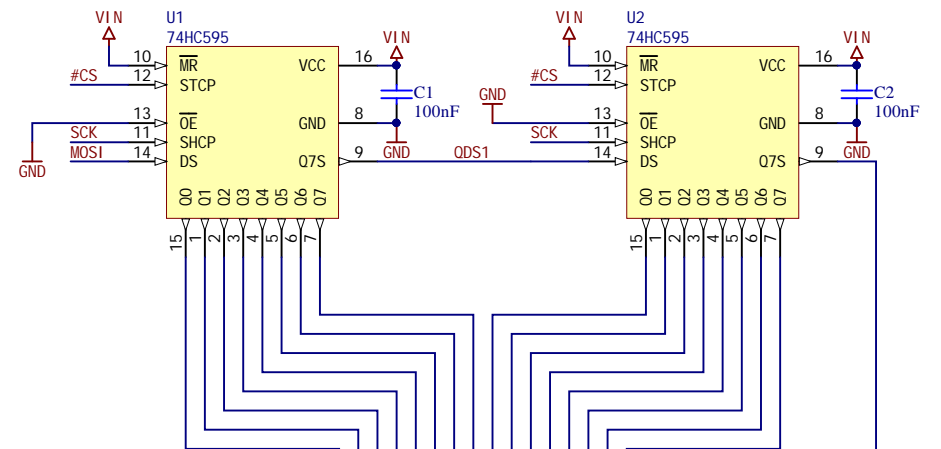 VIN
U1
74HC595
VIN
10
MR
VCC
16
#CS
12
STCP
C1
100nF
13
OE
GND
8
SCK
11
SHCP
MOSI
14
DS
Q7S
9
GND
GND
QDS1
Q0 Q1 Q2 Q3 Q4 Q5 Q6 Q7
15 1 2 3 4 5 6 7
VIN
U2
74HC595
VIN
10
MR
VCC
16
#CS
12
STCP
C2
100nF
GND
13
OE
GND
8
SCK
11
SHCP
14
DS
Q7S
9
GND
Q0 Q1 Q2 Q3 Q4 Q5 Q6 Q7
15 1 2 3 4 5 6 7